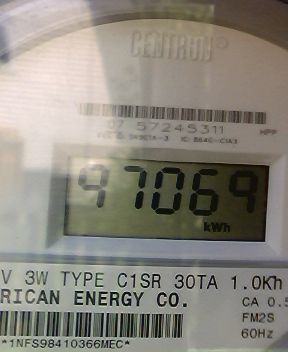 CENTRON®
07 57245311 HPP
97069
kWh
V 3W TYPE C1SR 30TA 1.0Kh
RICAN ENERGY CO. CA 0.5
FM2S
60Hz
*1NFS98410366MEC*